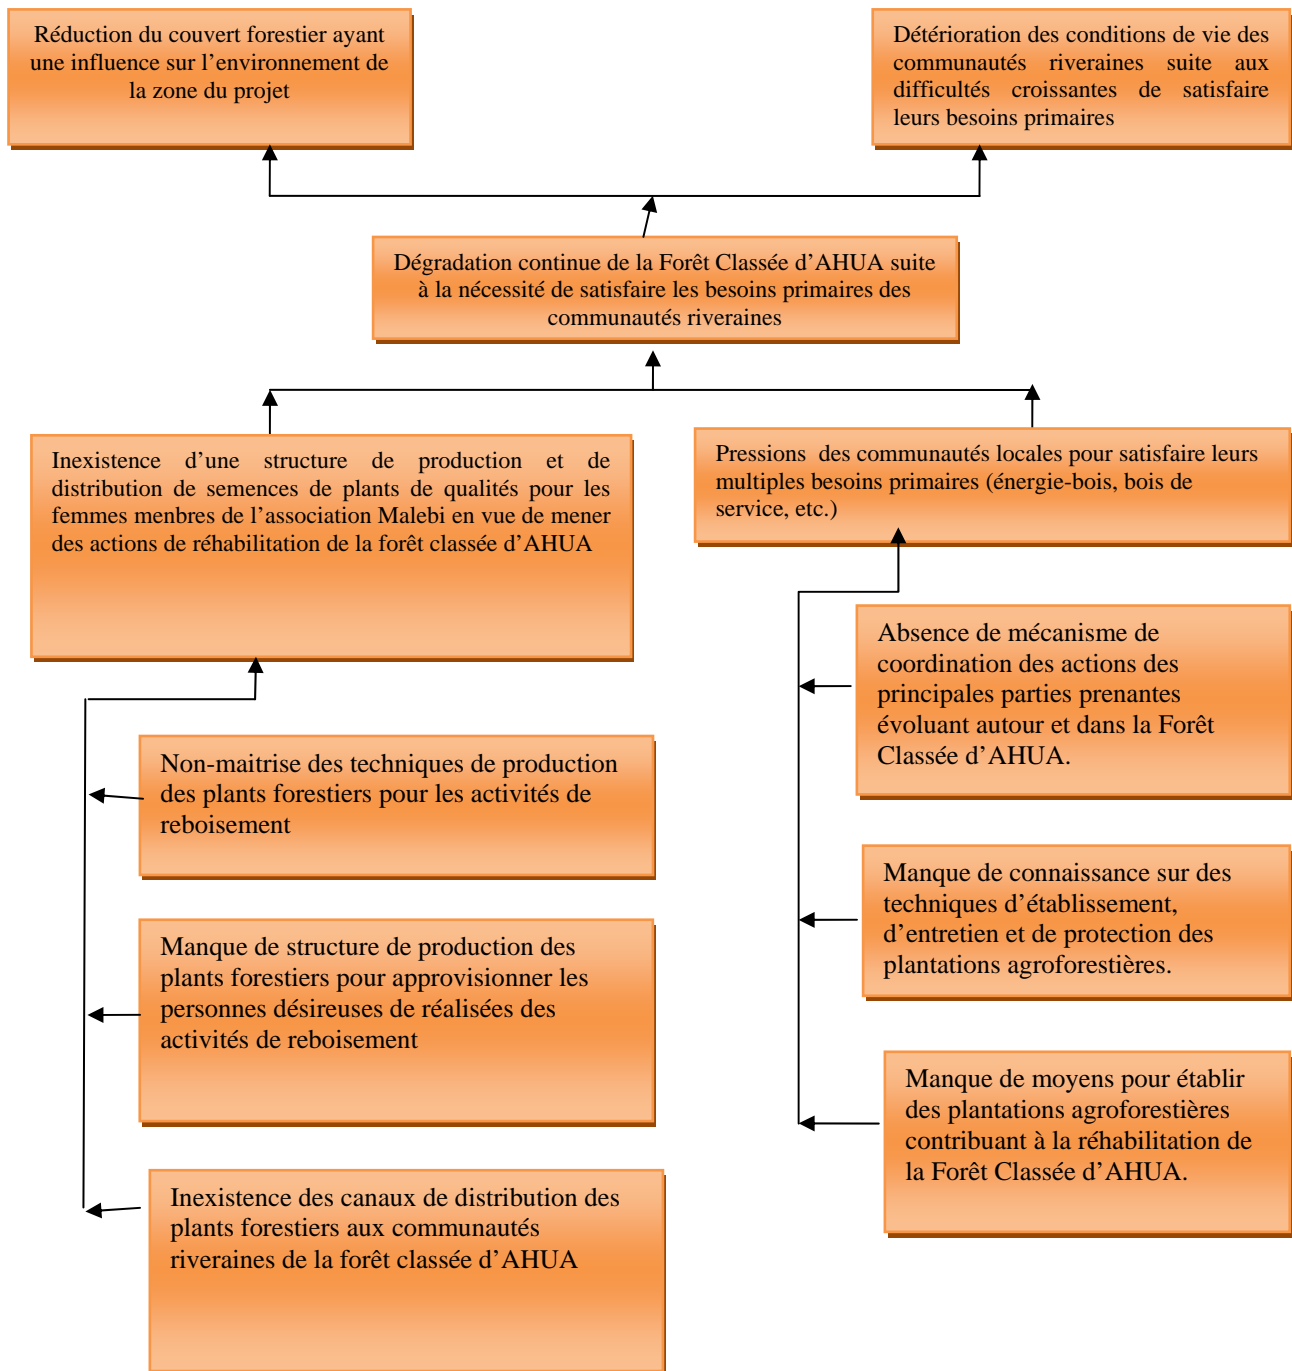 Réduction du couvert forestier ayant
une influence sur l’environnement de
la zone du projet
Détérioration des conditions de vie des
communautés riveraines suite aux
difficultés croissantes de satisfaire
leurs besoins primaires
Dégradation continue de la Forêt Classée d’AHUA suite
à la nécessité de satisfaire les besoins primaires des
communautés riveraines
Inexistence d’une structure de production et de
distribution de semences de plants de qualités pour les
femmes menbres de l’association Malebi en vue de mener
des actions de réhabilitation de la forêt classée d’AHUA
Pressions des communautés locales pour satisfaire leurs
multiples besoins primaires (énergie-bois, bois de
service, etc.)
Non-maitrise des techniques de production
des plants forestiers pour les activités de
reboisement
Manque de structure de production des
plants forestiers pour approvisionner les
personnes désireuses de réalisées des
activités de reboisement
Inexistence des canaux de distribution des
plants forestiers aux communautés
riveraines de la forêt classée d’AHUA
Absence de mécanisme de
coordination des actions des
principales parties prenantes
évoluant autour et dans la Forêt
Classée d’AHUA.
Manque de connaissance sur des
techniques d’établissement,
d’entretien et de protection des
plantations agroforestières.
Manque de moyens pour établir
des plantations agroforestières
contribuant à la réhabilitation de
la Forêt Classée d’AHUA.